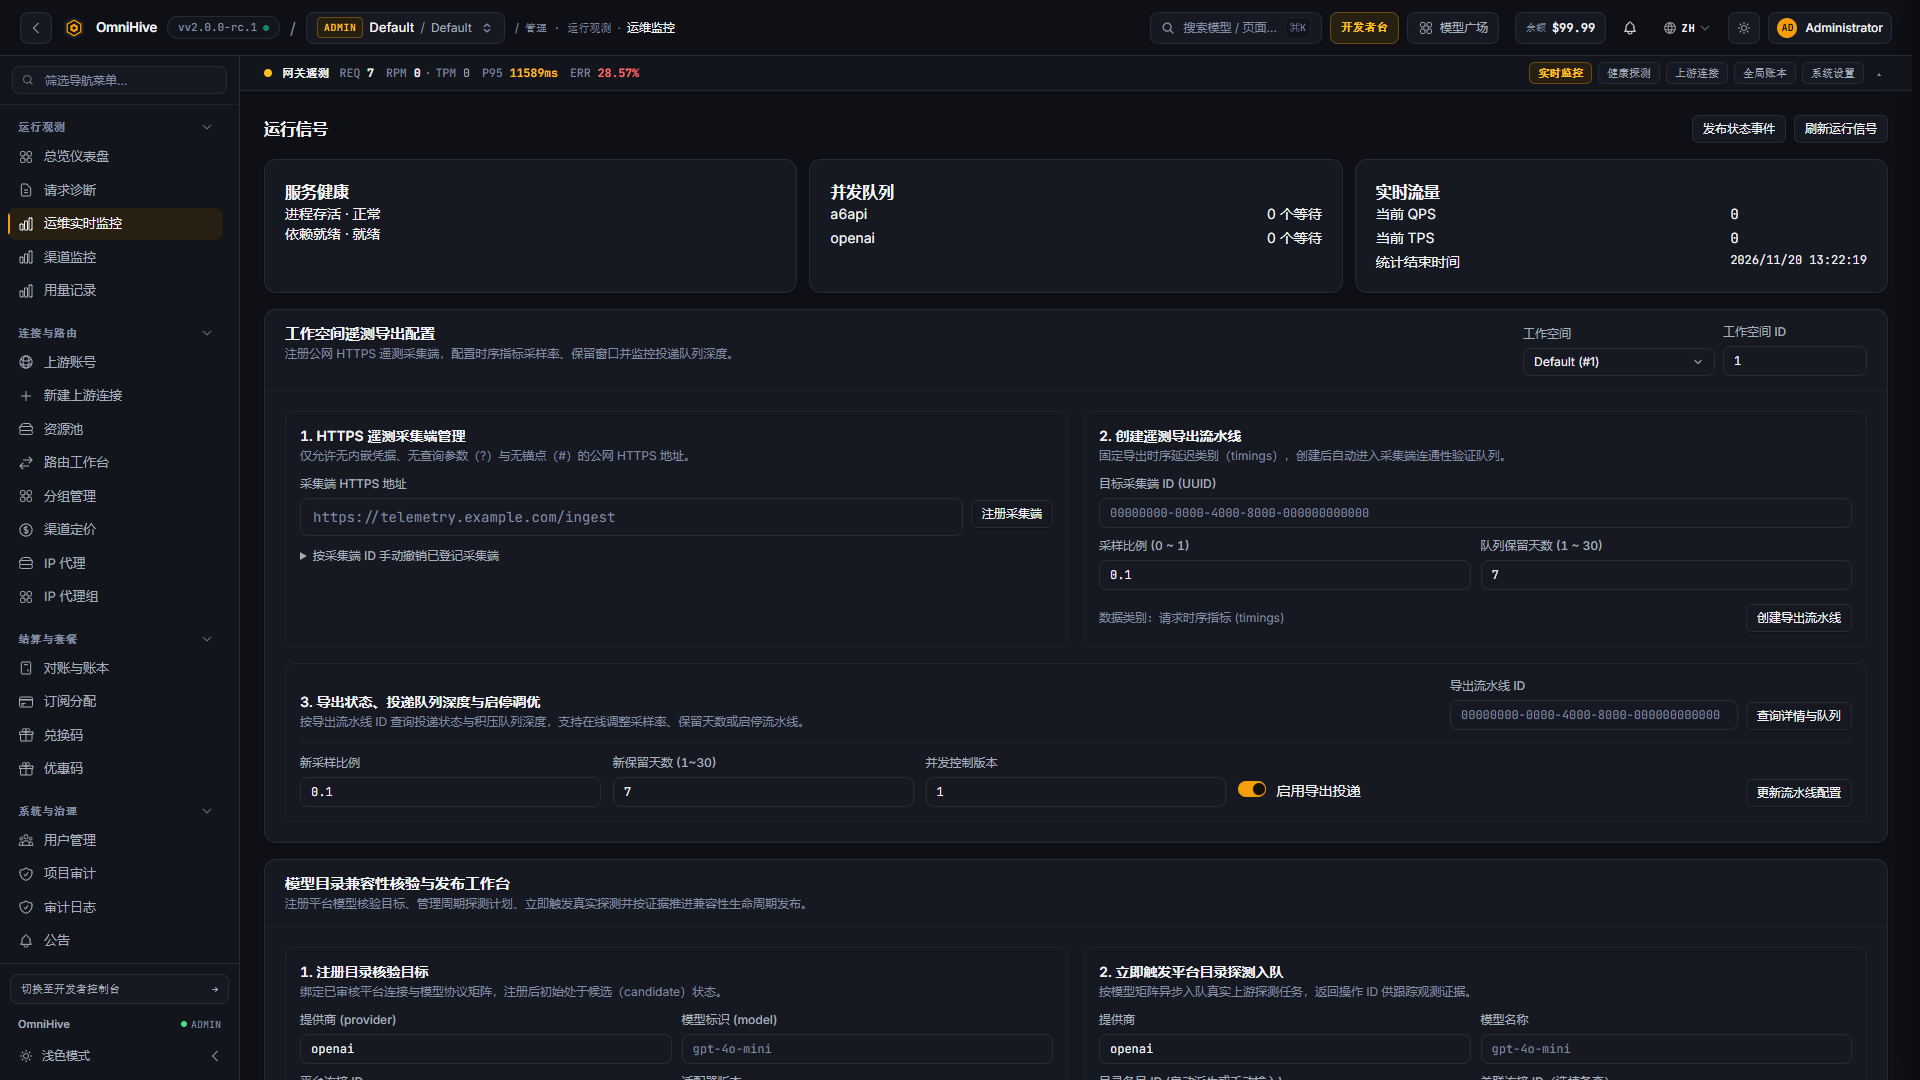 OmniHive vv2.0.0-rc.1 / ADMIN Default / Default / 管理 · 运行观测 · 运维监控 搜索模型 / 页面... ⌘K 开发者台 模型广场 余额 $99.99 ZH AD Administrator
筛选导航菜单...
网关遥测 REQ 7 RPM 0 · TPM 0 P95 11589ms ERR 28.57% 实时监控 健康探测 上游连接 全局账本 系统设置
运行观测
总览仪表盘
请求诊断
运维实时监控
渠道监控
用量记录
连接与路由
上游账号
新建上游连接
资源池
路由工作台
分组管理
渠道定价
IP 代理
IP 代理组
结算与套餐
对账与账本
订阅分配
兑换码
优惠码
系统与治理
用户管理
项目审计
审计日志
公告
切换至开发者控制台 →
OmniHive ADMIN
浅色模式
运行信号 发布状态事件 刷新运行信号
服务健康
进程存活 · 正常
依赖就绪 · 就绪
并发队列
a6api 0 个等待
openai 0 个等待
实时流量
当前 QPS 0
当前 TPS 0
统计结束时间 2026/11/20 13:22:19
工作空间遥测导出配置
注册公网 HTTPS 遥测采集端，配置时序指标采样率、保留窗口并监控投递队列深度。
工作空间 工作空间 ID
Default (#1) 1
1. HTTPS 遥测采集端管理
仅允许无内嵌凭据、无查询参数（?）与无锚点（#）的公网 HTTPS 地址。
采集端 HTTPS 地址
https://telemetry.example.com/ingest 注册采集端
按采集端 ID 手动撤销已登记采集端
2. 创建遥测导出流水线
固定导出时序延迟类别（timings），创建后自动进入采集端连通性验证队列。
目标采集端 ID (UUID)
00000000-0000-4000-8000-000000000000
采样比例 (0 ~ 1) 队列保留天数 (1 ~ 30)
0.1 7
数据类别：请求时序指标 (timings) 创建导出流水线
3. 导出状态、投递队列深度与启停调优
按导出流水线 ID 查询投递状态与积压队列深度，支持在线调整采样率、保留天数或启停流水线。
导出流水线 ID
00000000-0000-4000-8000-000000000000 查询详情与队列
新采样比例 新保留天数 (1~30) 并发控制版本
0.1 7 1 启用导出投递 更新流水线配置
模型目录兼容性核验与发布工作台
注册平台模型核验目标、管理周期探测计划、立即触发真实探测并按证据推进兼容性生命周期发布。
1. 注册目录核验目标
绑定已审核平台连接与模型协议矩阵，注册后初始处于候选（candidate）状态。
提供商 (provider) 模型标识 (model)
openai gpt-4o-mini
2. 立即触发平台目录探测入队
按模型矩阵异步入队真实上游探测任务，返回操作 ID 供跟踪观测证据。
提供商 模型名称
openai gpt-4o-mini